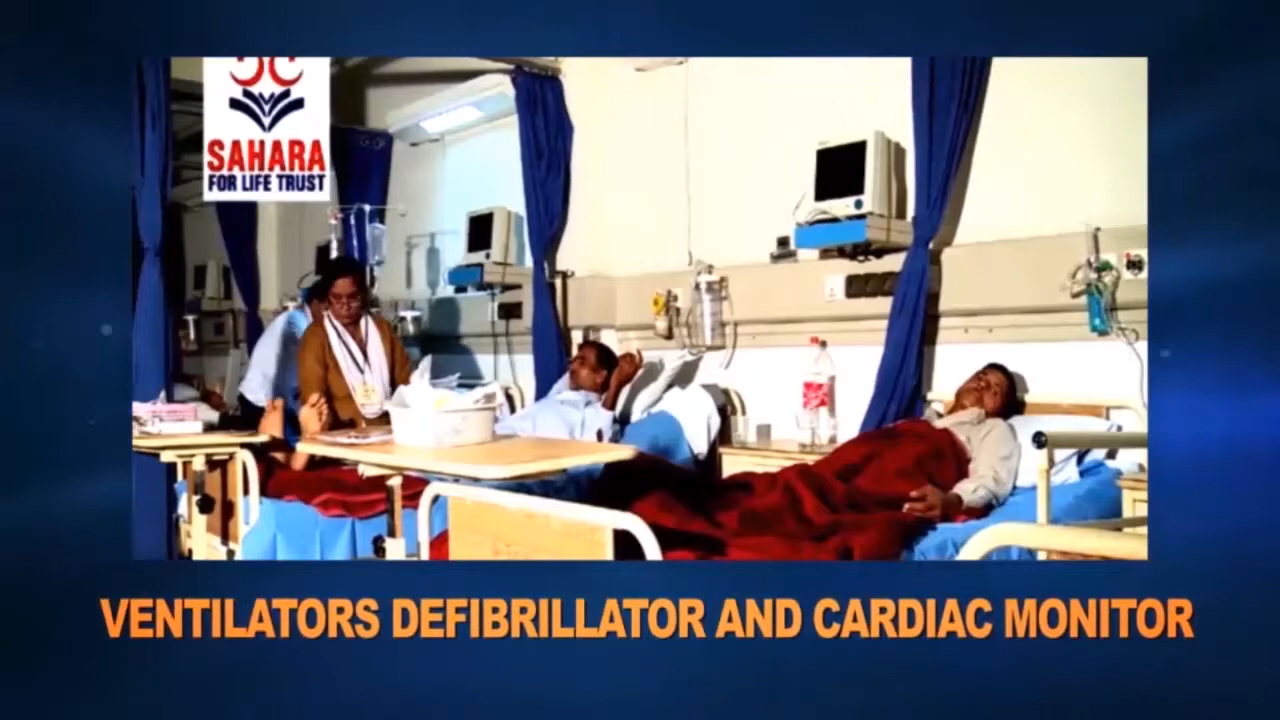 SAHARA
FOR LIFE TRUST
VENTILATORS DEFIBRILLATOR AND CARDIAC MONITOR